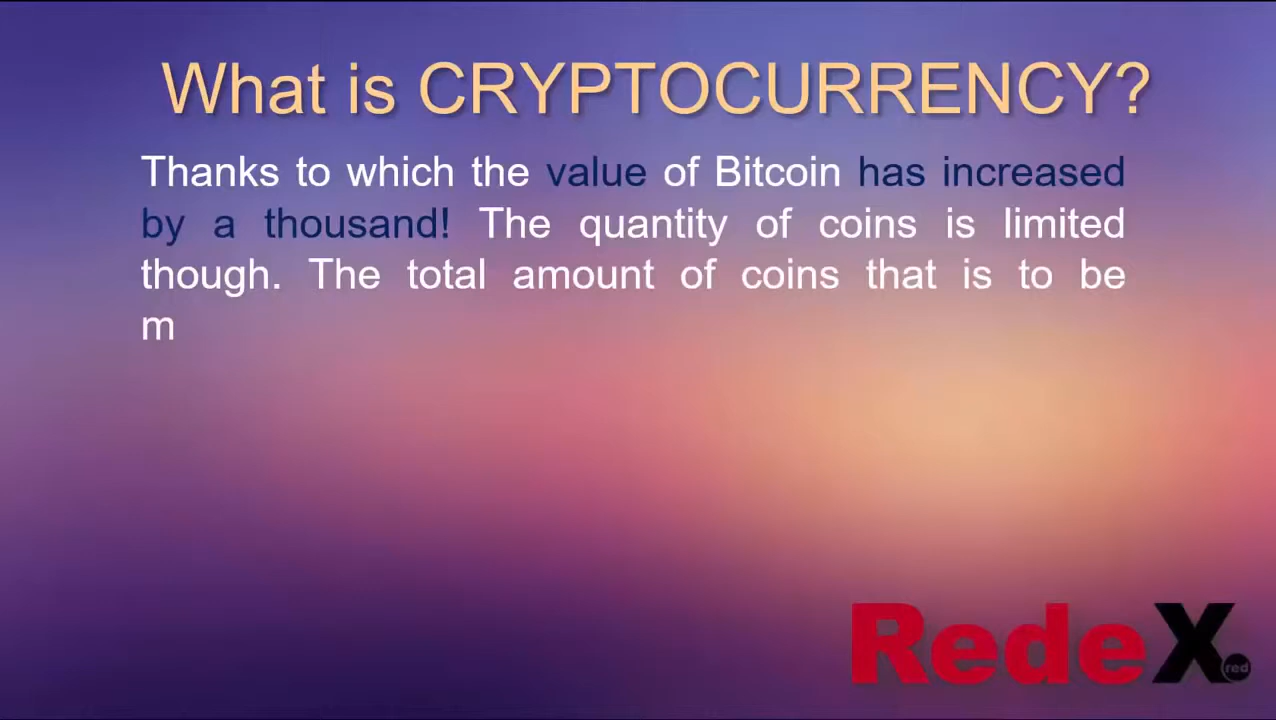 What is CRYPTOCURRENCY?
Thanks to which the value of Bitcoin has increased
by a thousand! The quantity of coins is limited
though. The total amount of coins that is to be
m
RedeX
red